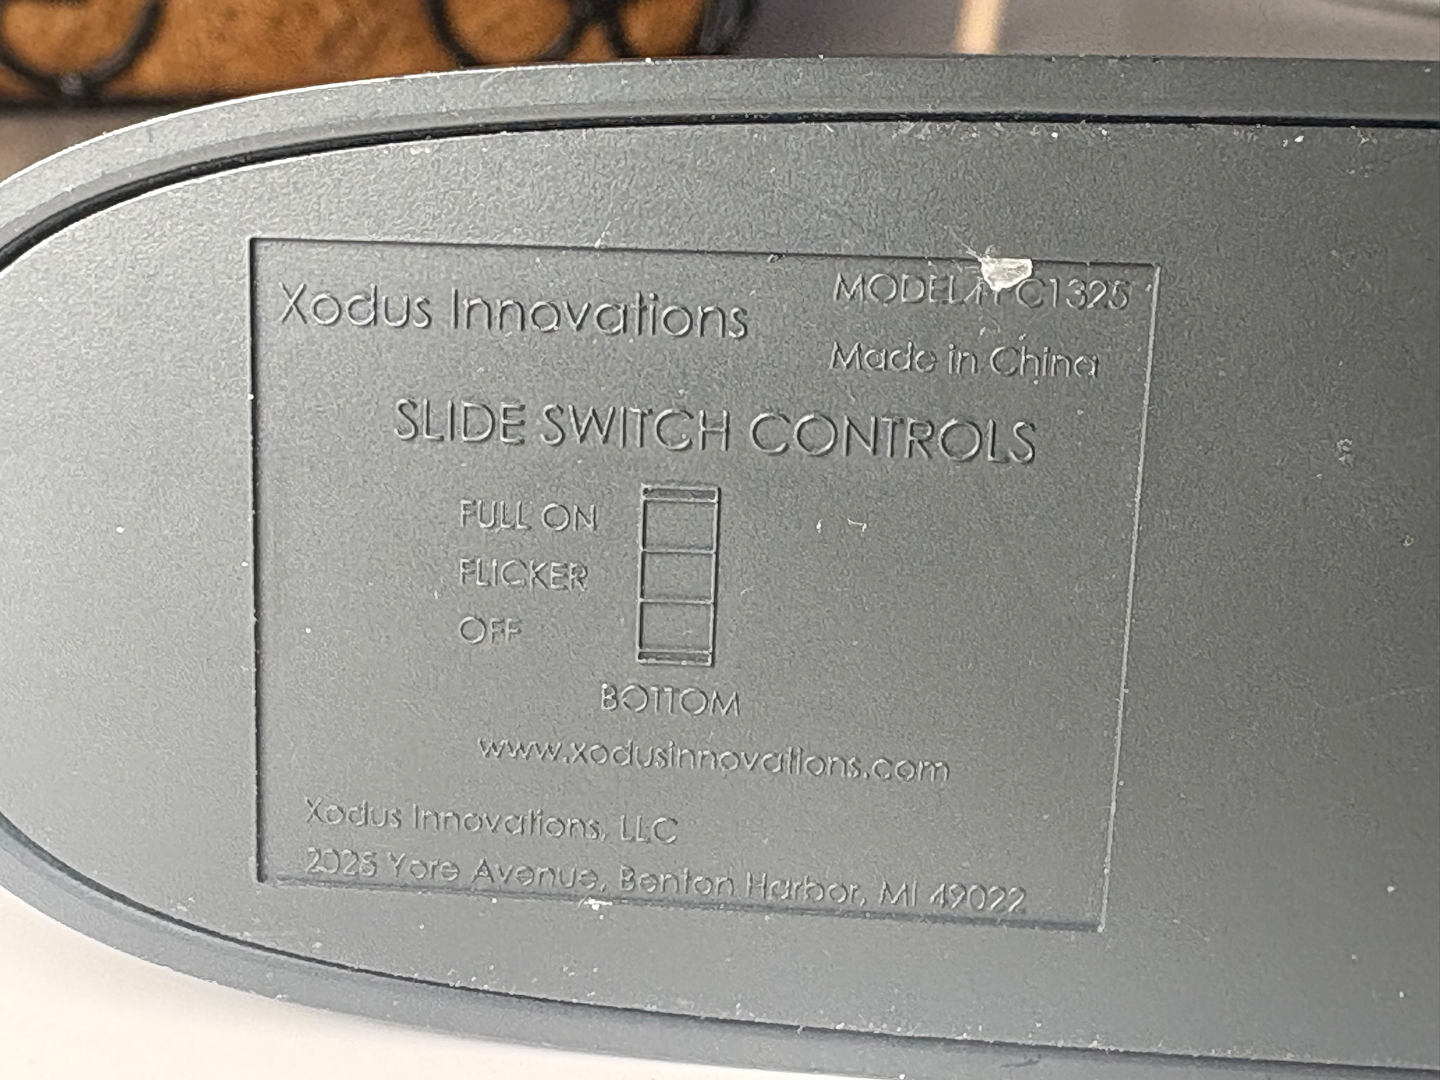 Xodus Innovations
MODEL# FC1325
Made in China
SLIDE SWITCH CONTROLS
FULL ON
FLICKER
OFF
BOTTOM
www.xodusinnovations.com
Xodus Innovations, LLC
2025 Yore Avenue, Benton Harbor, MI 49022